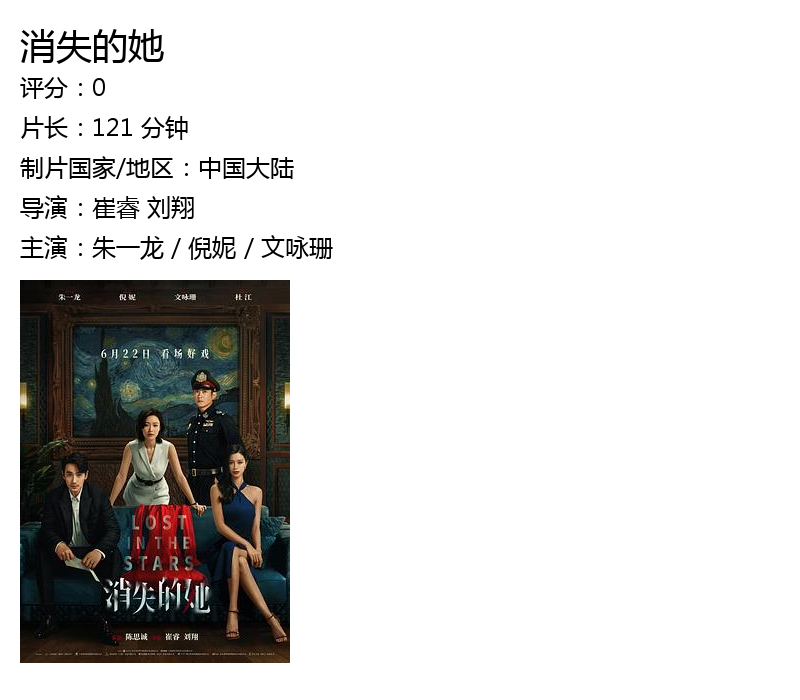 消失的她
评分：0
片长：121 分钟
制片国家/地区：中国大陆
导演：崔睿 刘翔
主演：朱一龙 / 倪妮 / 文咏珊
朱一龙 倪妮 文咏珊 杜江
6月22日 看场好戏
LOST
IN THE
STARS
消失的她
陈思诚 崔睿 刘翔